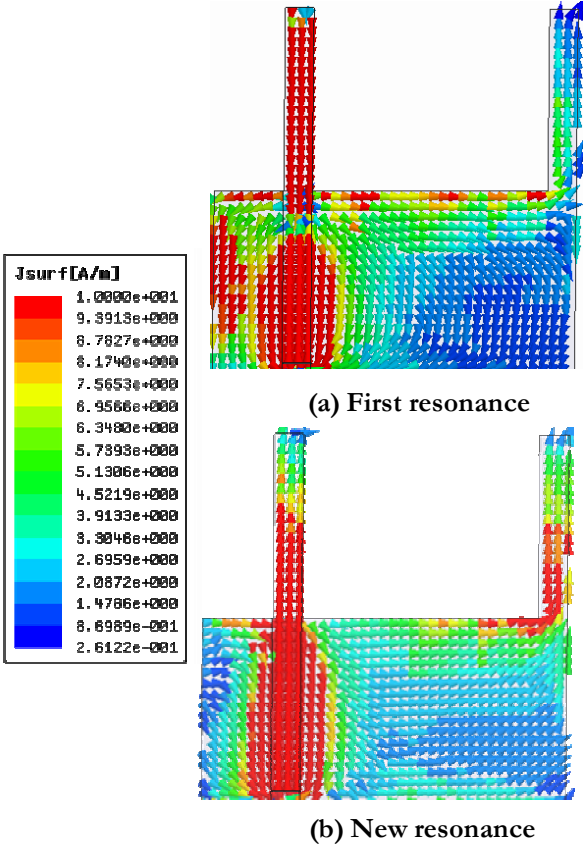 Jsurf[A/m]
1.0000e+001
9.3913e+000
8.7827e+000
8.1740e+000
7.5653e+000
6.9566e+000
6.3480e+000
5.7393e+000
5.1306e+000
4.5219e+000
3.9133e+000
3.3046e+000
2.6959e+000
2.0872e+000
1.4786e+000
8.6989e-001
2.6122e-001
(a) First resonance
(b) New resonance